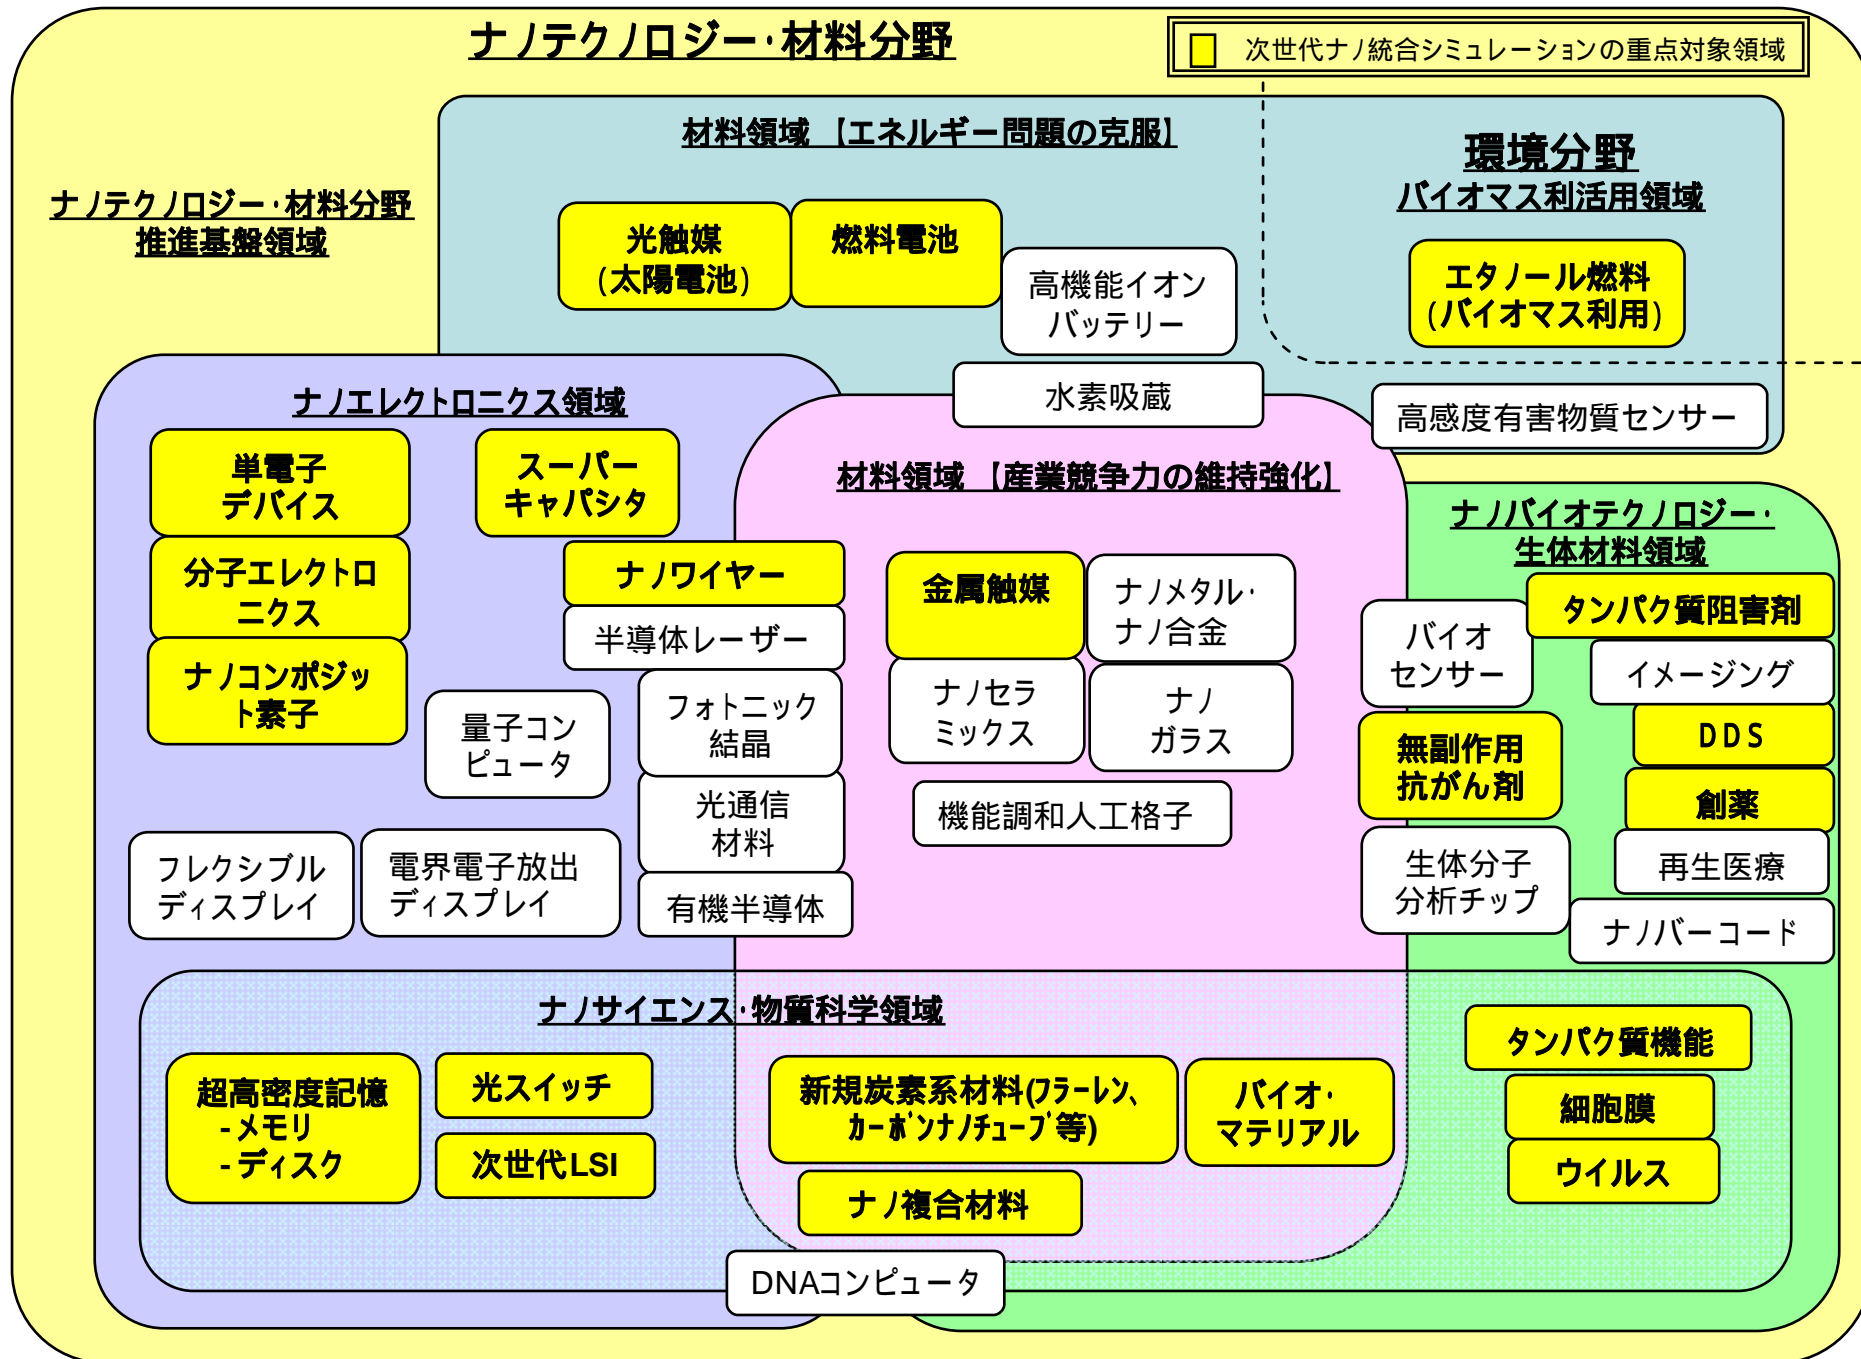 ナノテクノロジー・材料分野
次世代ナノ統合シミュレーションの重点対象領域
材料領域 【エネルギー問題の克服】
環境分野
バイオマス利活用領域
ナノテクノロジー・材料分野
推進基盤領域
光触媒
(太陽電池)
燃料電池
高機能イオン
バッテリー
エタノール燃料
(バイオマス利用)
水素吸蔵
高感度有害物質センサー
ナノエレクトロニクス領域
単電子
デバイス
スーパー
キャパシタ
分子エレクトロ
ニクス
ナノワイヤー
半導体レーザー
ナノコンポジッ
ト素子
量子コン
ピュータ
フォトニック
結晶
光通信
材料
フレクシブル
ディスプレイ
電界電子放出
ディスプレイ
有機半導体
材料領域 【産業競争力の維持強化】
金属触媒
ナノメタル・
ナノ合金
ナノセラ
ミックス
ナノ
ガラス
機能調和人工格子
ナノバイオテクノロジー・
生体材料領域
タンパク質阻害剤
バイオ
センサー
イメージング
DDS
無副作用
抗がん剤
創薬
生体分子
分析チップ
再生医療
ナノバーコード
ナノサイエンス・物質科学領域
超高密度記憶
-メモリ
-ディスク
光スイッチ
次世代LSI
新規炭素系材料(フラーレン、
カーボンナノチューブ等)
バイオ・
マテリアル
ナノ複合材料
タンパク質機能
細胞膜
ウイルス
DNAコンピュータ